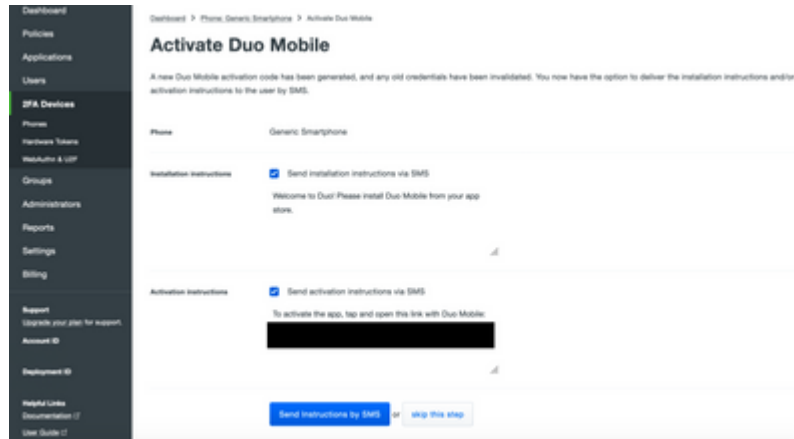 Dashboard
Policies
Applications
Users
2FA Devices
Phones
Hardware Tokens
WebAuthn & U2F
Groups
Administrators
Reports
Settings
Billing
Support
Upgrade your plan for support.
Account ID
Deployment ID
Helpful Links
Documentation
User Guide
Dashboard > Phone: Generic Smartphone > Activate Duo Mobile
Activate Duo Mobile
A new Duo Mobile activation code has been generated, and any old credentials have been invalidated. You now have the option to deliver the installation instructions and/or
activation instructions to the user by SMS.
Phone
Generic Smartphone
Installation instructions
Send installation instructions via SMS
Welcome to Duo! Please install Duo Mobile from your app
store.
Activation instructions
Send activation instructions via SMS
To activate the app, tap and open this link with Duo Mobile:
Send Instructions by SMS or skip this step